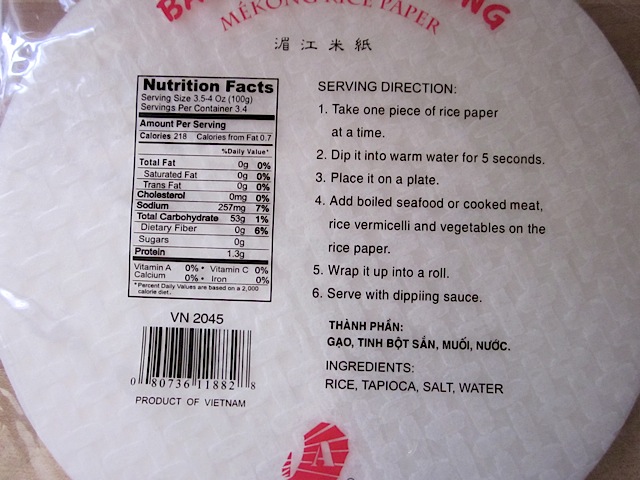 MÊKONG RICE PAPER
湄江米紙
Nutrition Facts
Serving Size 3.5-4 Oz (100g)
Servings Per Container 3.4
Amount Per Serving
Calories 218 Calories from Fat 0.7
%Daily Value*
Total Fat 0g 0%
Saturated Fat 0g 0%
Trans Fat 0g 0%
Cholesterol 0mg 0%
Sodium 257mg 7%
Total Carbohydrate 53g 1%
Dietary Fiber 0g 6%
Sugars 0g
Protein 1.3g
Vitamin A 0% • Vitamin C 0%
Calcium 0% • Iron 0%
*Percent Daily Values are based on a 2,000
calorie diet.
VN 2045
0 80736 11882 8
PRODUCT OF VIETNAM
SERVING DIRECTION:
1. Take one piece of rice paper
at a time.
2. Dip it into warm water for 5 seconds.
3. Place it on a plate.
4. Add boiled seafood or cooked meat,
rice vermicelli and vegetables on the
rice paper.
5. Wrap it up into a roll.
6. Serve with dippiing sauce.
THÀNH PHẦN:
GẠO, TINH BỘT SẮN, MUỐI, NƯỚC.
INGREDIENTS:
RICE, TAPIOCA, SALT, WATER
A